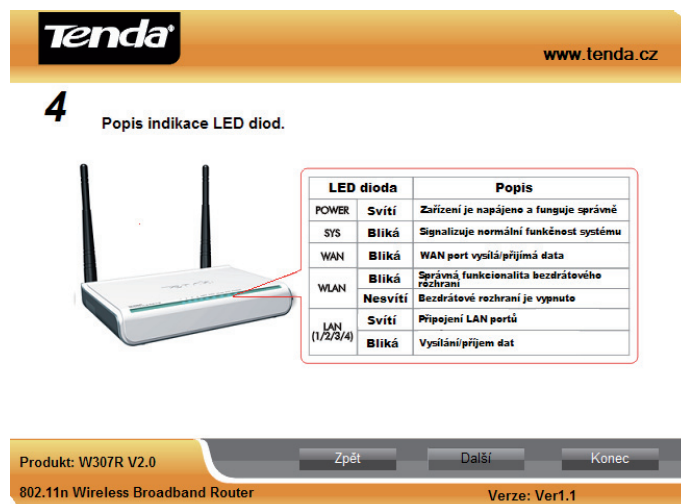 Tenda
www.tenda.cz
4
Popis indikace LED diod.
LED dioda Popis
POWER Svítí Zařízení je napájeno a funguje správně
SYS Bliká Signalizuje normální funkčnost systému
WAN Bliká WAN port vysílá/přijímá data
WLAN Bliká Správná funkcionalita bezdrátového
rozhraní
Nesvítí Bezdrátové rozhraní je vypnuto
LAN
(1/2/3/4) Svítí Připojení LAN portů
Bliká Vysílání/příjem dat
Produkt: W307R V2.0
Zpět Další Konec
802.11n Wireless Broadband Router
Verze: Ver1.1